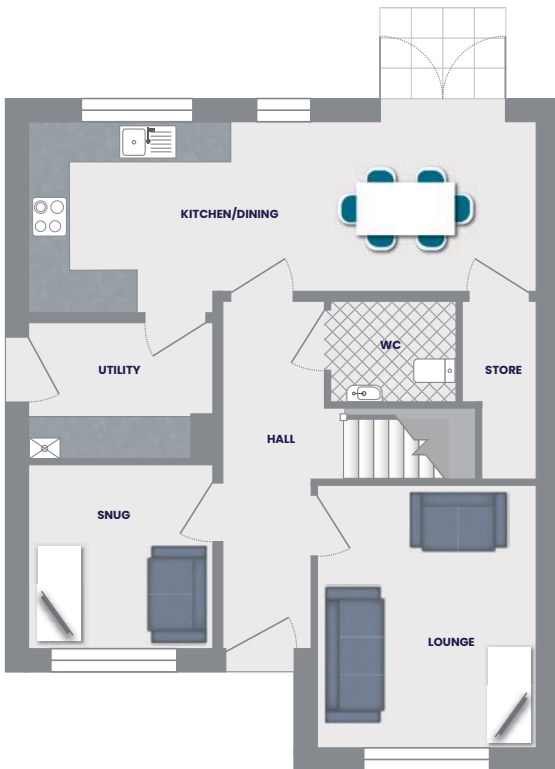 KITCHEN/DINING
WC
UTILITY
STORE
HALL
SNUG
LOUNGE